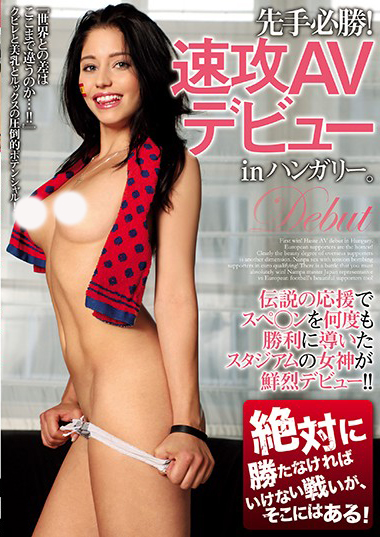 先手必勝!
速攻AV
デビュー
in ハンガリー。
「世界との差は
ここまで違うのか…!!」
クビレと美乳とルックスの圧倒的ポテンシャル
Debut
伝説の応援で
スペ○ンを何度も
勝利に導いた
スタジアムの女神が
鮮烈デビュー!!
絶対に
勝たなければ
いけない戦いが、
そこにはある!